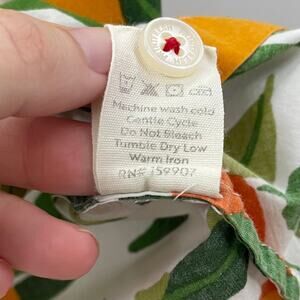 Machine wash cold
Gentle Cycle
Do Not Bleach
Tumble Dry Low
Warm Iron
RN# 159907